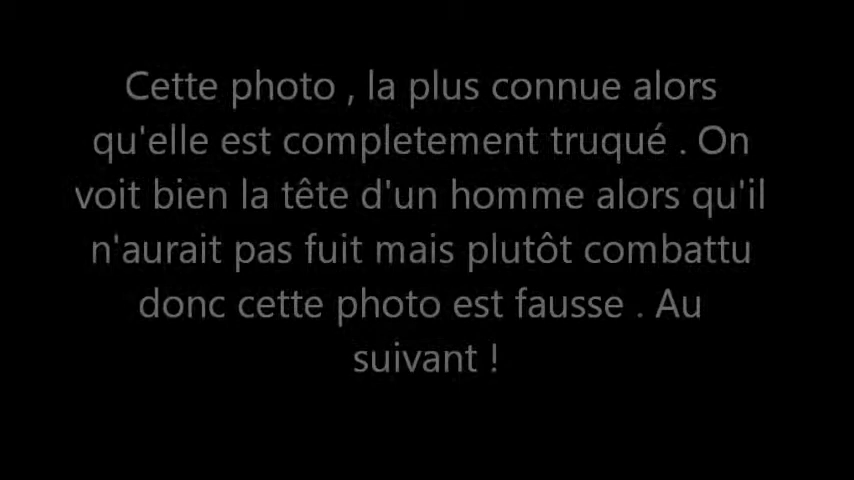 Cette photo , la plus connue alors
qu'elle est completement truqué . On
voit bien la tête d'un homme alors qu'il
n'aurait pas fuit mais plutôt combattu
donc cette photo est fausse . Au
suivant !